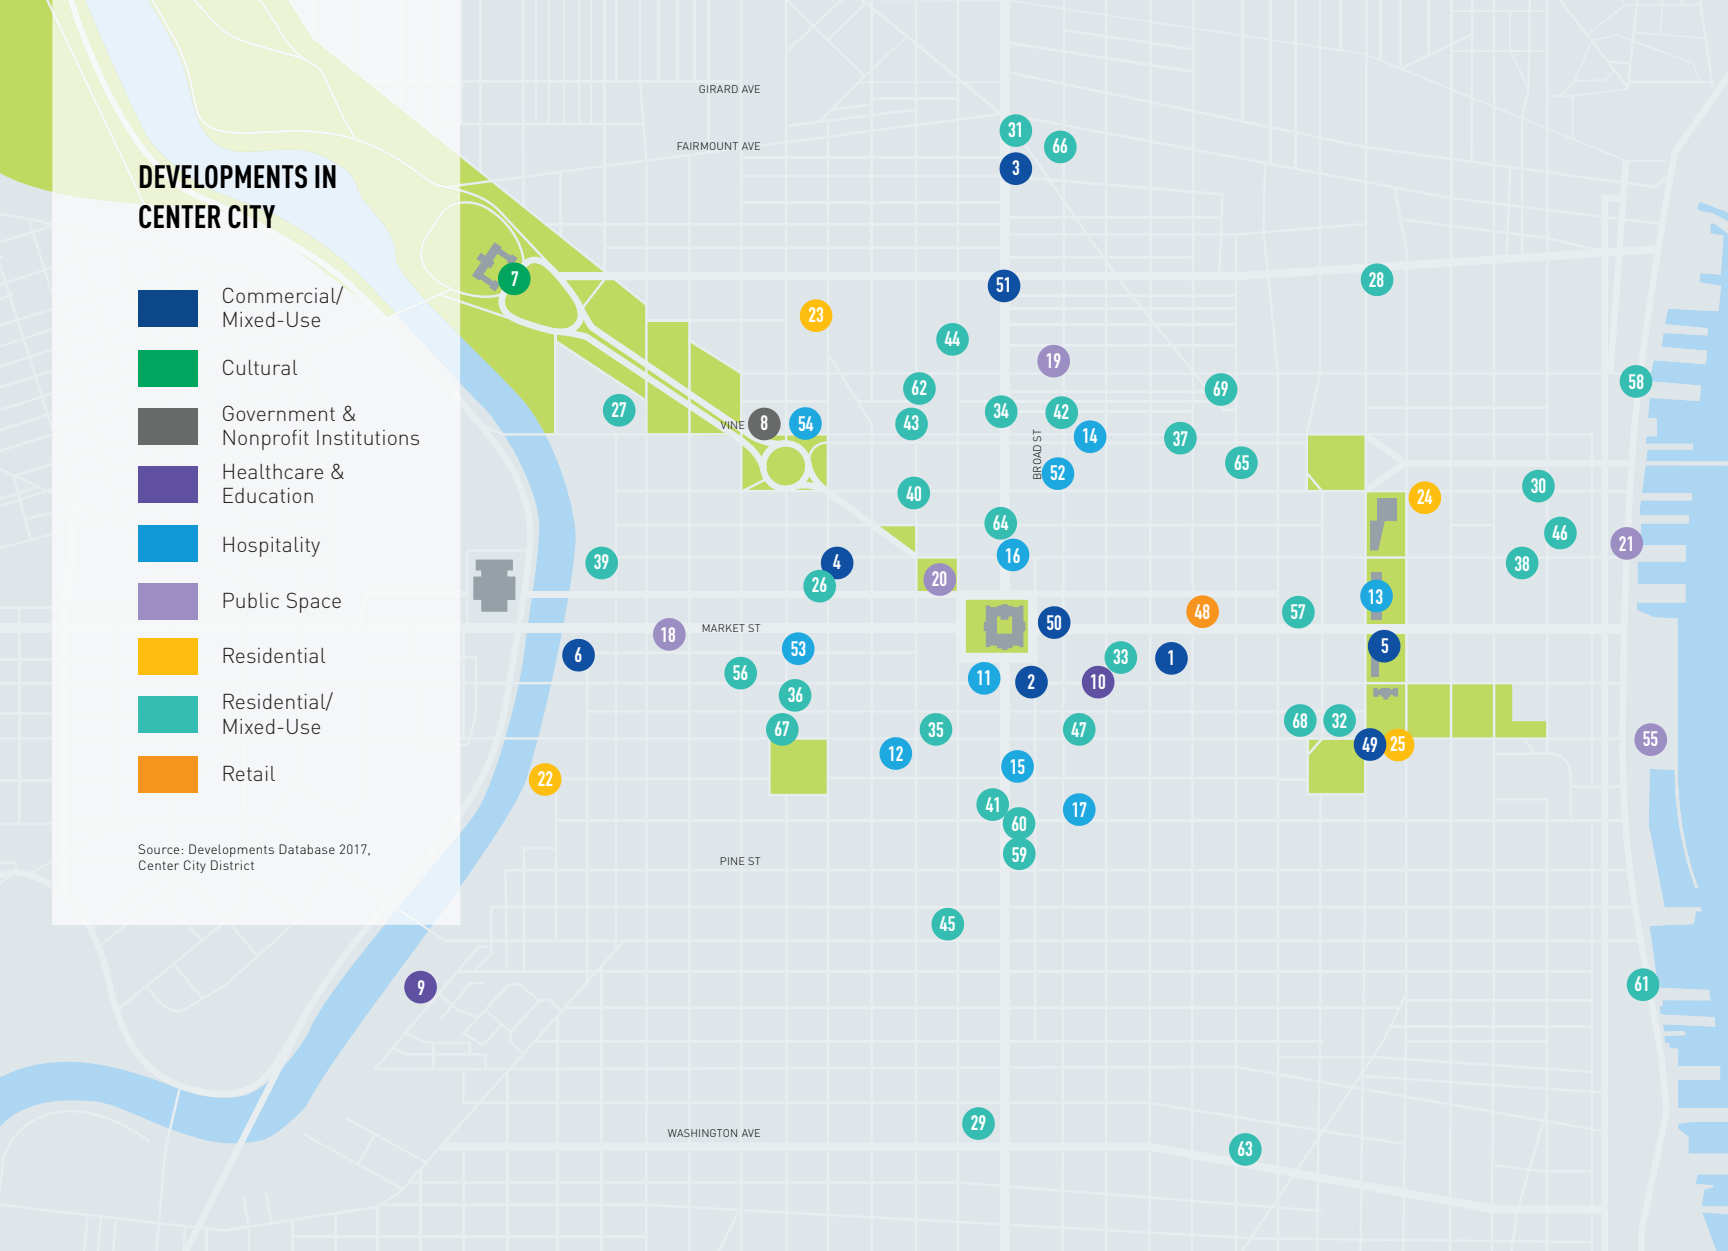 DEVELOPMENTS IN
CENTER CITY
Commercial/
Mixed-Use
Cultural
Government &
Nonprofit Institutions
Healthcare &
Education
Hospitality
Public Space
Residential
Residential/
Mixed-Use
Retail
Source: Developments Database 2017,
Center City District
GIRARD AVE
FAIRMOUNT AVE
31
66
3
7
51
28
23
44
19
58
62
69
27
34
42
43
VINE
8
54
14
37
BROAD ST
65
52
30
40
24
64
46
21
16
39
4
38
26
20
13
48
57
50
MARKET ST
18
5
53
6
33
1
56
11
2
10
36
68
32
67
35
47
55
49
25
12
15
22
41
17
60
59
PINE ST
45
61
9
29
WASHINGTON AVE
63